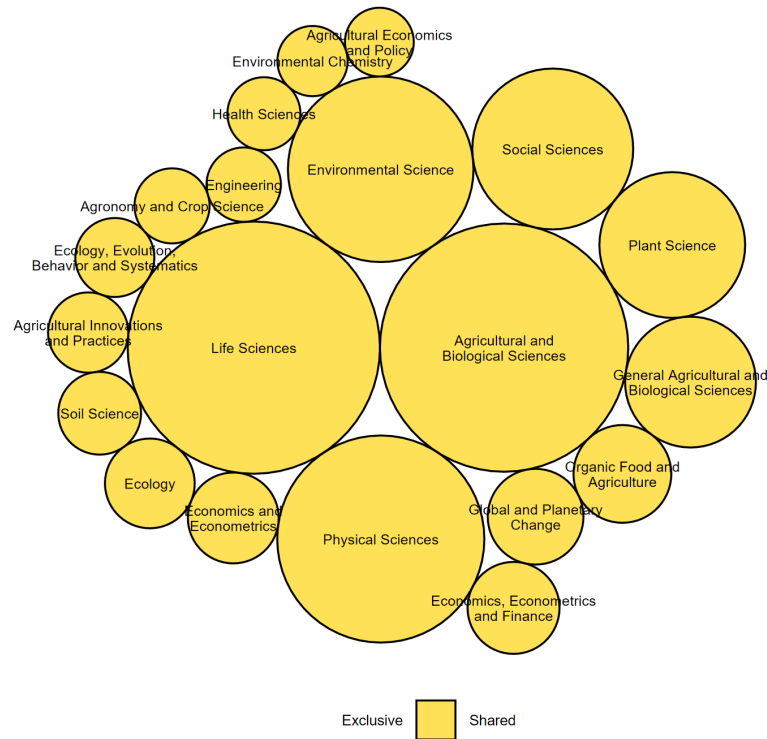 Agricultural Economics
and Policy
Environmental Chemistry
Health Sciences
Social Sciences
Environmental Science
Engineering
Agronomy and Crop Science
Plant Science
Ecology, Evolution,
Behavior and Systematics
Agricultural Innovations
and Practices
Life Sciences
Agricultural and
Biological Sciences
General Agricultural and
Biological Sciences
Soil Science
Organic Food and
Agriculture
Ecology
Economics and
Econometrics
Global and Planetary
Change
Physical Sciences
Economics, Econometrics
and Finance
Exclusive
Shared